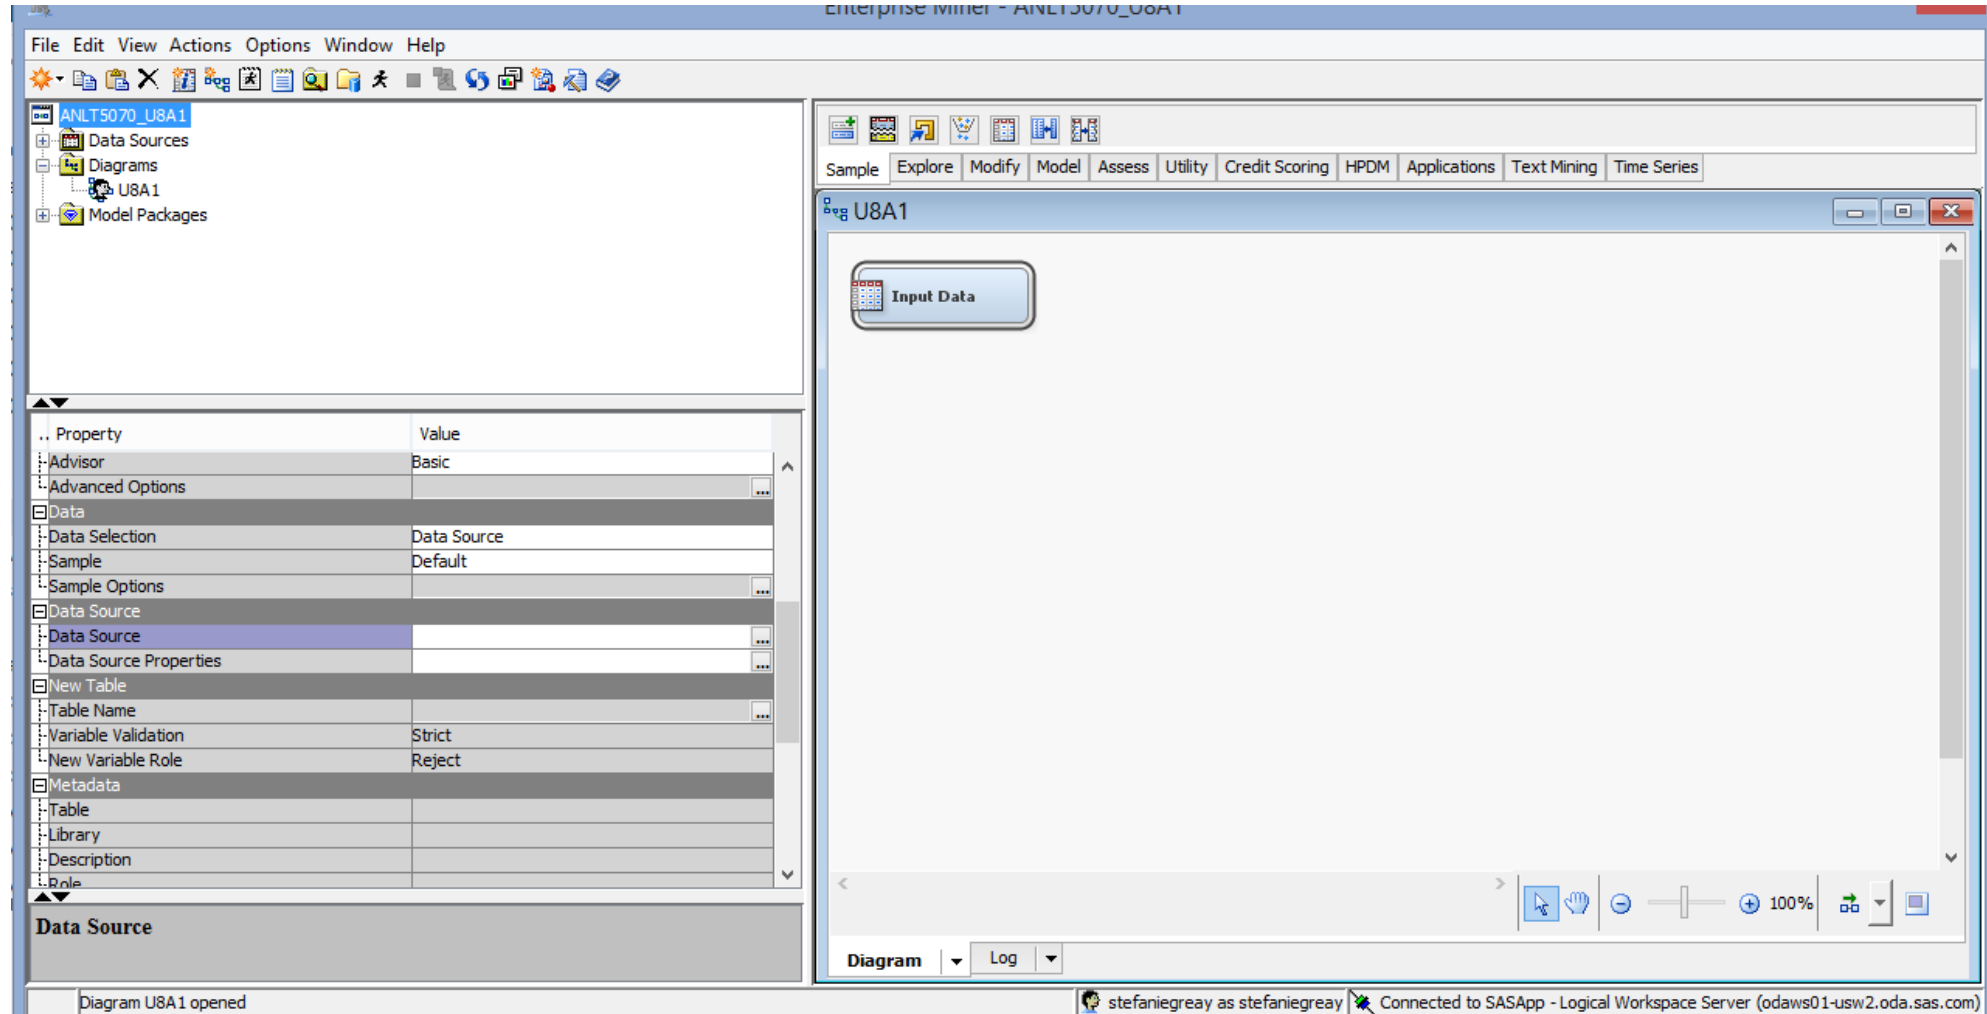 Enterprise Miner - ANLT5070_U8A1
File Edit View Actions Options Window Help
ANLT5070_U8A1
Data Sources
Diagrams
U8A1
Model Packages
.. Property Value
Advisor Basic
Advanced Options ...
Data
Data Selection Data Source
Sample Default
Sample Options ...
Data Source
Data Source ...
Data Source Properties ...
New Table
Table Name ...
Variable Validation Strict
New Variable Role Reject
Metadata
Table
Library
Description
Role
Data Source
Sample Explore Modify Model Assess Utility Credit Scoring HPDM Applications Text Mining Time Series
U8A1
Input Data
100%
Diagram Log
Diagram U8A1 opened
stefaniegreay as stefaniegreay Connected to SASApp - Logical Workspace Server (odaws01-usw2.oda.sas.com)